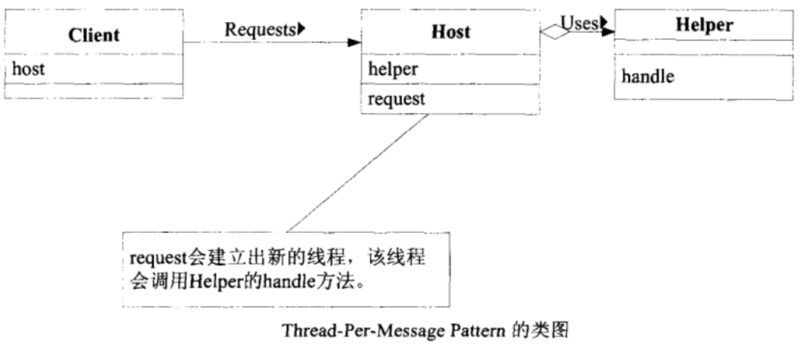 Client
host
Requests
Host
helper
request
Uses
Helper
handle
request会建立出新的线程，该线程
会调用Helper的handle方法。
Thread-Per-Message Pattern 的类图